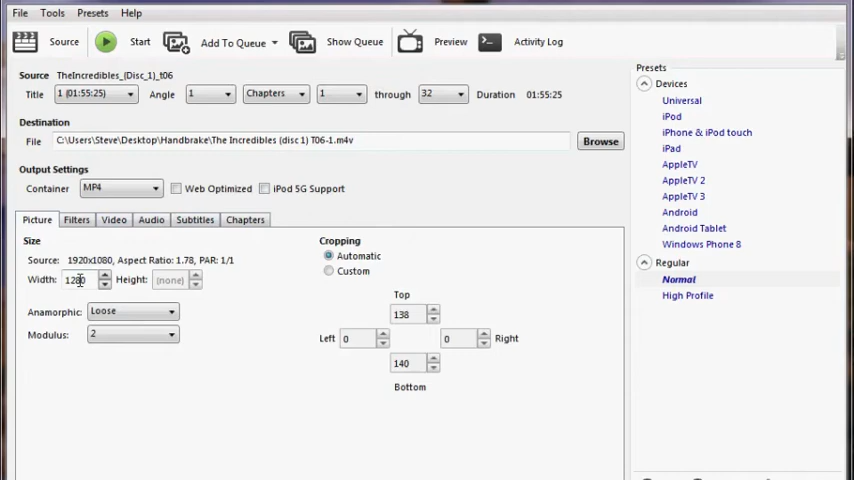 File Tools Presets Help
Source Start Add To Queue Show Queue Preview Activity Log
Source TheIncredibles_(Disc_1)_t06
Title 1 (01:55:25) Angle 1 Chapters 1 through 32 Duration 01:55:25
Destination
File C:\Users\Steve\Desktop\Handbrake\The Incredibles (disc 1) T06-1.m4v Browse
Output Settings
Container MP4 Web Optimized iPod 5G Support
Picture Filters Video Audio Subtitles Chapters
Size
Source: 1920x1080, Aspect Ratio: 1.78, PAR: 1/1
Width: 1280 Height: (none)
Anamorphic: Loose
Modulus: 2
Cropping
Automatic
Custom
Top
138
Left 0 0 Right
140
Bottom
Presets
Devices
Universal
iPod
iPhone & iPod touch
iPad
AppleTV
AppleTV 2
AppleTV 3
Android
Android Tablet
Windows Phone 8
Regular
Normal
High Profile